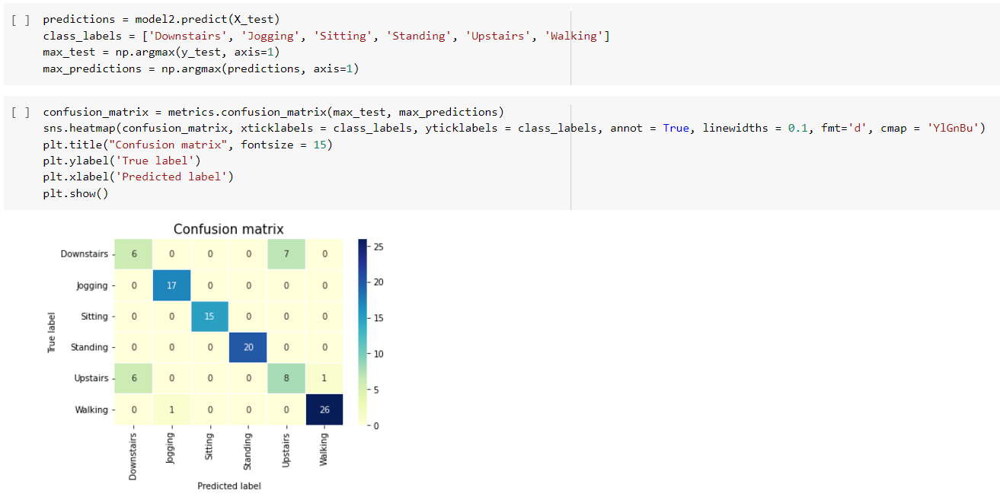 [ ] predictions = model2.predict(X_test)
class_labels = ['Downstairs', 'Jogging', 'Sitting', 'Standing', 'Upstairs', 'Walking']
max_test = np.argmax(y_test, axis=1)
max_predictions = np.argmax(predictions, axis=1)
[ ] confusion_matrix = metrics.confusion_matrix(max_test, max_predictions)
sns.heatmap(confusion_matrix, xticklabels = class_labels, yticklabels = class_labels, annot = True, linewidths = 0.1, fmt='d', cmap = 'YlGnBu')
plt.title("Confusion matrix", fontsize = 15)
plt.ylabel('True label')
plt.xlabel('Predicted label')
plt.show()
Confusion matrix
True label
Downstairs 6 0 0 0 7 0
Jogging 0 17 0 0 0 0
Sitting 0 0 15 0 0 0
Standing 0 0 0 20 0 0
Upstairs 6 0 0 0 8 1
Walking 0 1 0 0 0 26
Downstairs Jogging Sitting Standing Upstairs Walking
Predicted label
25
20
15
10
5
0